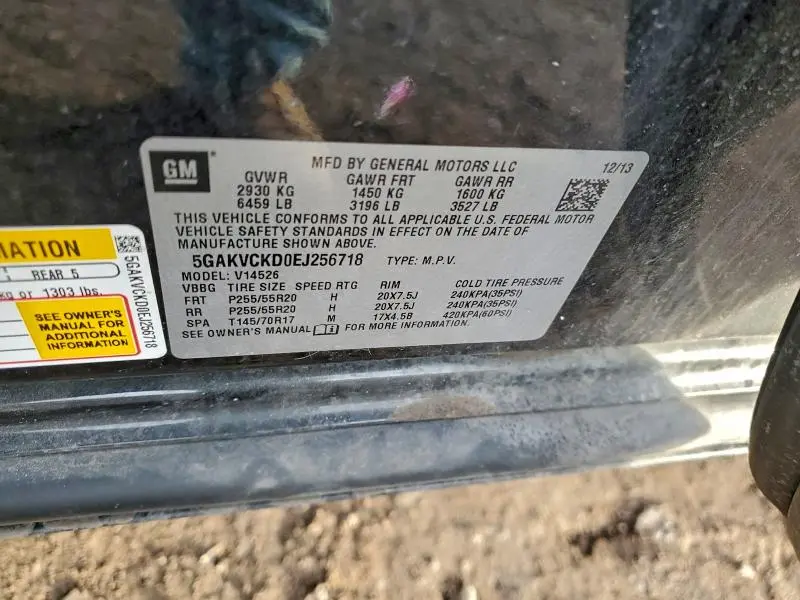 GM
MFD BY GENERAL MOTORS LLC
12/13
GVWR GAWR FRT GAWR RR
2930 KG 1450 KG 1600 KG
6459 LB 3196 LB 3527 LB
THIS VEHICLE CONFORMS TO ALL APPLICABLE U.S. FEDERAL MOTOR
VEHICLE SAFETY STANDARDS IN EFFECT ON THE DATE OF
MANUFACTURE SHOWN ABOVE.
5GAKVCKD0EJ256718 TYPE: M.P.V.
MODEL: V14526
VBBG TIRE SIZE SPEED RTG RIM COLD TIRE PRESSURE
FRT P255/55R20 H 20X7.5J 240KPA(35PSI)
RR P255/55R20 H 20X7.5J 240KPA(35PSI)
SPA T145/70R17 M 17X4.5B 420KPA(60PSI)
SEE OWNER'S MANUAL FOR MORE INFORMATION.
MATION
REAR 5
kg or 1303 lbs.
SEE OWNER'S
MANUAL FOR
ADDITIONAL
INFORMATION
5GAKVCKD0EJ256718